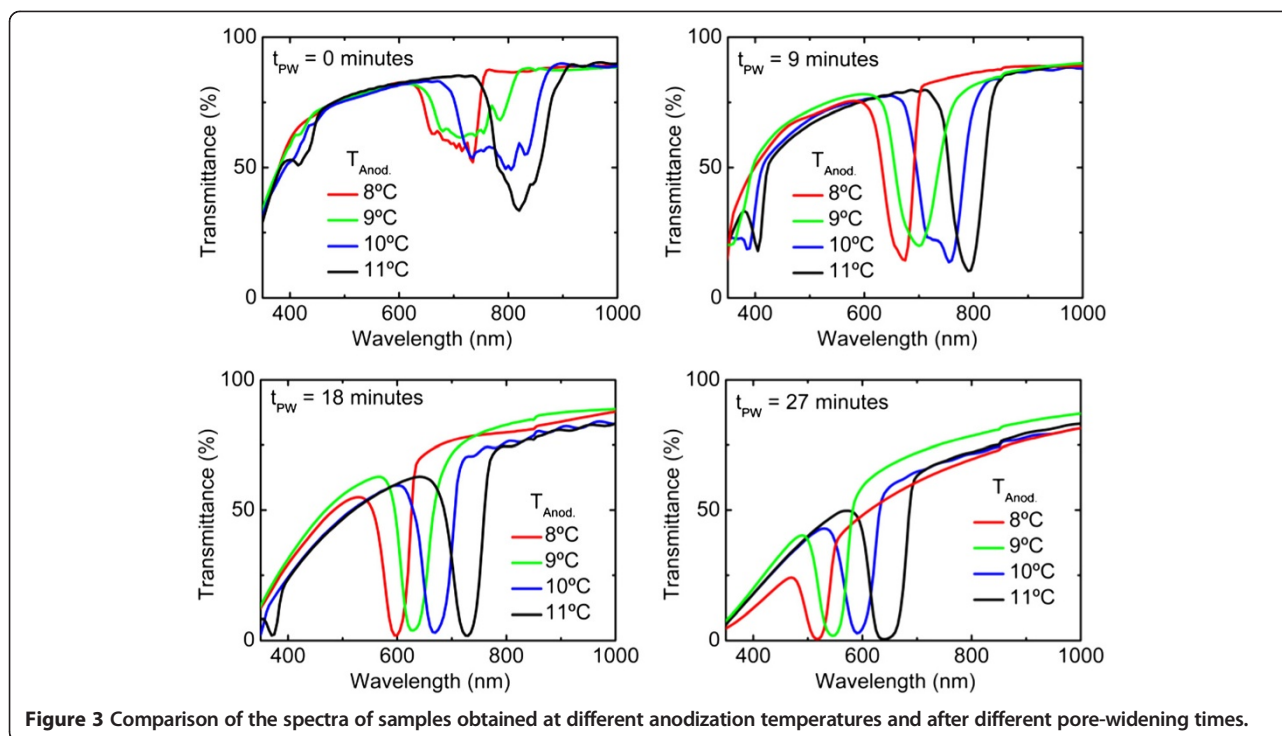 100
t_PW = 0 minutes
Transmittance (%)
50
0
T_Anod.
8ºC
9ºC
10ºC
11ºC
400 600 800 1000
Wavelength (nm)
100
t_PW = 9 minutes
Transmittance (%)
50
0
T_Anod.
8ºC
9ºC
10ºC
11ºC
400 600 800 1000
Wavelength (nm)
100
t_PW = 18 minutes
Transmittance (%)
50
0
T_Anod.
8ºC
9ºC
10ºC
11ºC
400 600 800 1000
Wavelength (nm)
100
t_PW = 27 minutes
Transmittance (%)
50
0
T_Anod.
8ºC
9ºC
10ºC
11ºC
400 600 800 1000
Wavelength (nm)
Figure 3 Comparison of the spectra of samples obtained at different anodization temperatures and after different pore-widening times.